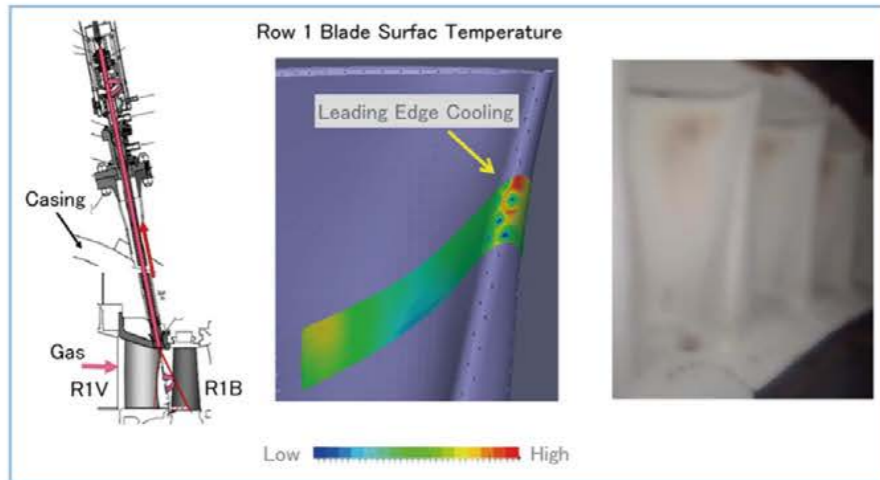 Row 1 Blade Surfac Temperature
Leading Edge Cooling
Casing
Gas
R1V
R1B
Low
High